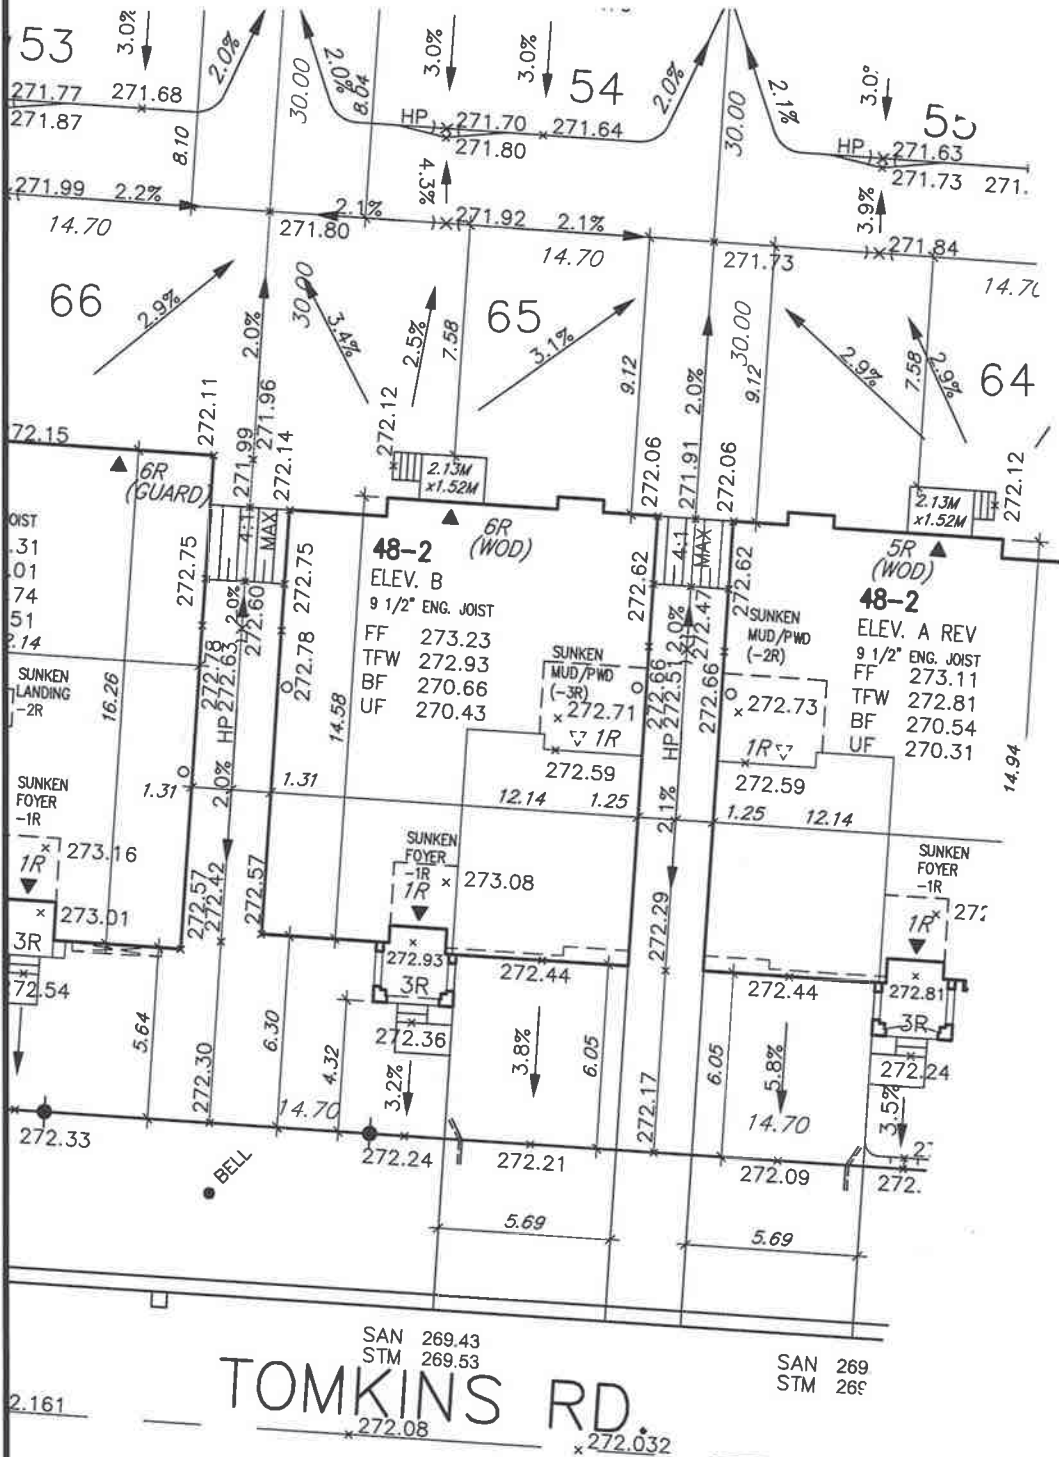 53
3.0%
2.0%
30.00
2.0%
8.04
3.0%
3.0%
54
2.0%
30.00
2.1%
271.77
271.68
271.87
8.10
HP
271.70
271.64
271.80
HP
271.63
271.73
271.
4.3%
3.9%
271.99
2.2%
14.70
271.80
2.1%
271.92
2.1%
14.70
271.73
271.84
66
2.9%
2.0%
30.00
3.4%
2.5%
7.58
65
3.1%
9.12
2.0%
30.00
9.12
2.9%
7.58
2.9%
64
272.15
272.11
271.99
271.96
272.14
272.12
272.06
271.91
272.06
272.12
6R
(GUARD)
2.13M
x1.52M
6R
(WOD)
2.13M
x1.52M
5R
(WOD)
OIST
.31
.01
.74
.51
2.14
272.75
4:1
MAX
272.75
2.0%
272.60
272.78
272.63
HP
272.78
48-2
ELEV. B
9 1/2" ENG. JOIST
FF 273.23
TFW 272.93
BF 270.66
UF 270.43
272.62
4:1
MAX
272.62
2.0%
272.47
272.66
272.51
HP
272.66
SUNKEN
MUD/PWD
(-3R)
272.71
1R
272.59
SUNKEN
MUD/PWD
(-2R)
272.73
1R
272.59
48-2
ELEV. A REV
9 1/2" ENG. JOIST
FF 273.11
TFW 272.81
BF 270.54
UF 270.31
SUNKEN
LANDING
-2R
16.26
14.58
14.94
SUNKEN
FOYER
-1R
1R
273.16
1.31
2.0%
1.31
12.14
1.25
2.1%
1.25
12.14
SUNKEN
FOYER
-1R
1R
273.08
SUNKEN
FOYER
-1R
1R
273.01
3R
272.54
272.57
272.42
272.57
272.93
3R
272.36
272.44
272.29
272.44
272.81
3R
272.24
5.64
272.30
6.30
4.32
3.2%
3.8%
6.05
272.17
6.05
5.8%
3.5%
272.33
14.70
272.24
272.21
14.70
272.09
272.
BELL
5.69
5.69
SAN 269.43
STM 269.53
SAN 269
STM
TOMKINS RD.
2.161
272.08
272.032